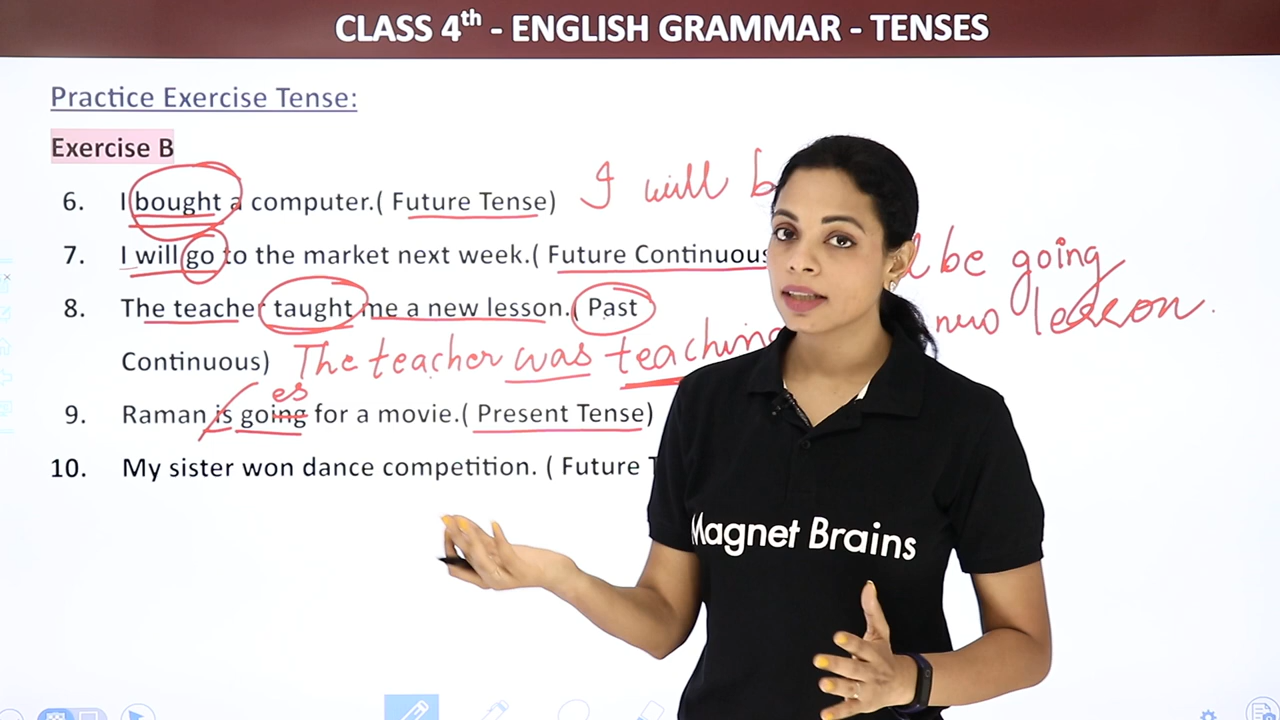 CLASS 4th - ENGLISH GRAMMAR - TENSES
Practice Exercise Tense:
Exercise B
6. I bought a computer.( Future Tense) I will
7. I will go to the market next week.( Future Continuous be going
8. The teacher taught me a new lesson.( Past
new lesson.
Continuous) The teacher was teaching
es
9. Raman is going for a movie.( Present Tense)
10. My sister won dance competition. ( Future
Magnet Brains